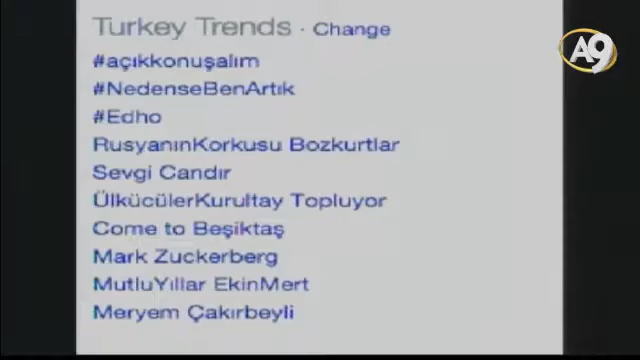 Turkey Trends · Change
#açıkkonuşalım
#NedenseBenArtık
#Edho
RusyanınKorkusu Bozkurtlar
Sevgi Candır
ÜlkücülerKurultay Topluyor
Come to Beşiktaş
Mark Zuckerberg
MutluYıllar EkinMert
Meryem Çakırbeyli
A9